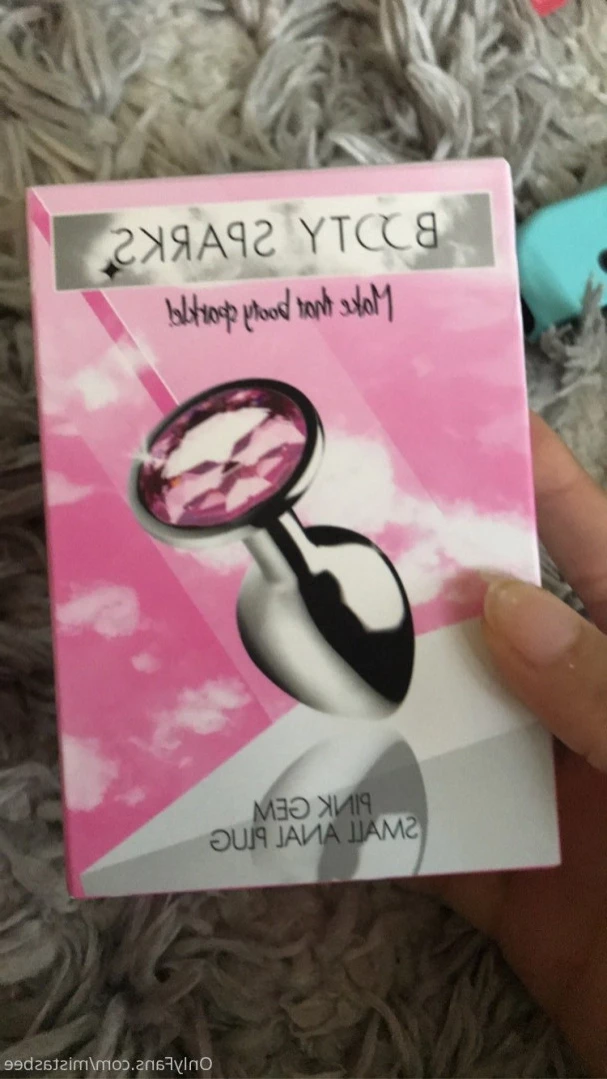 BOOTY SPARKS
Make that booty sparkle!
PINK GEM
SMALL ANAL PLUG
OnlyFans.com/mistasbee